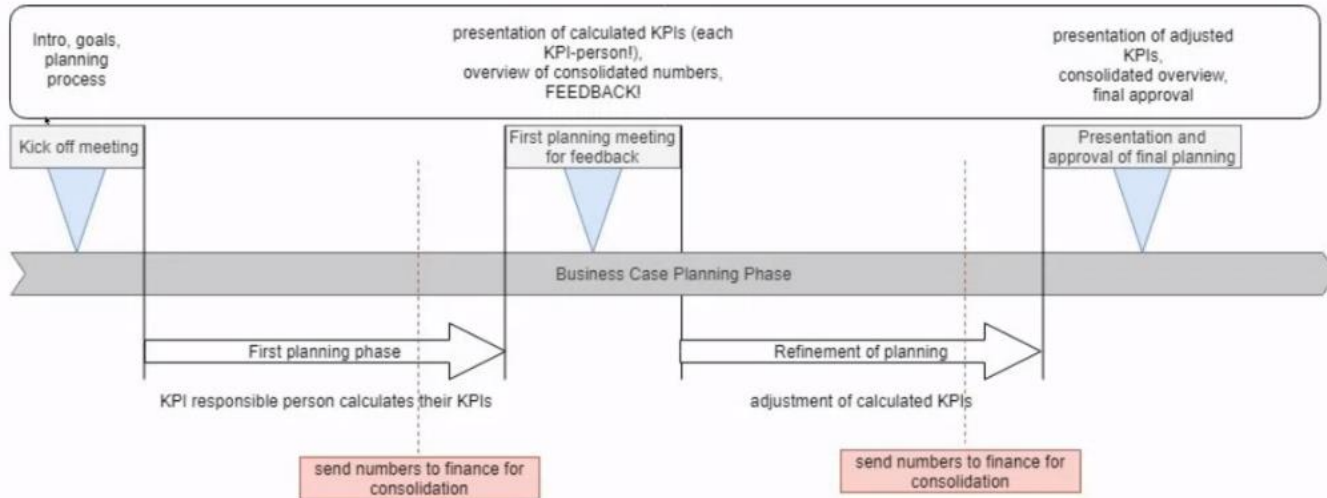 Intro, goals,
planning
process
presentation of calculated KPIs (each
KPI-person!),
overview of consolidated numbers,
FEEDBACK!
presentation of adjusted
KPIs,
consolidated overview,
final approval
Kick off meeting
First planning meeting
for feedback
Presentation and
approval of final planning
Business Case Planning Phase
First planning phase
Refinement of planning
KPI responsible person calculates their KPIs
adjustment of calculated KPIs
send numbers to finance for
consolidation
send numbers to finance for
consolidation